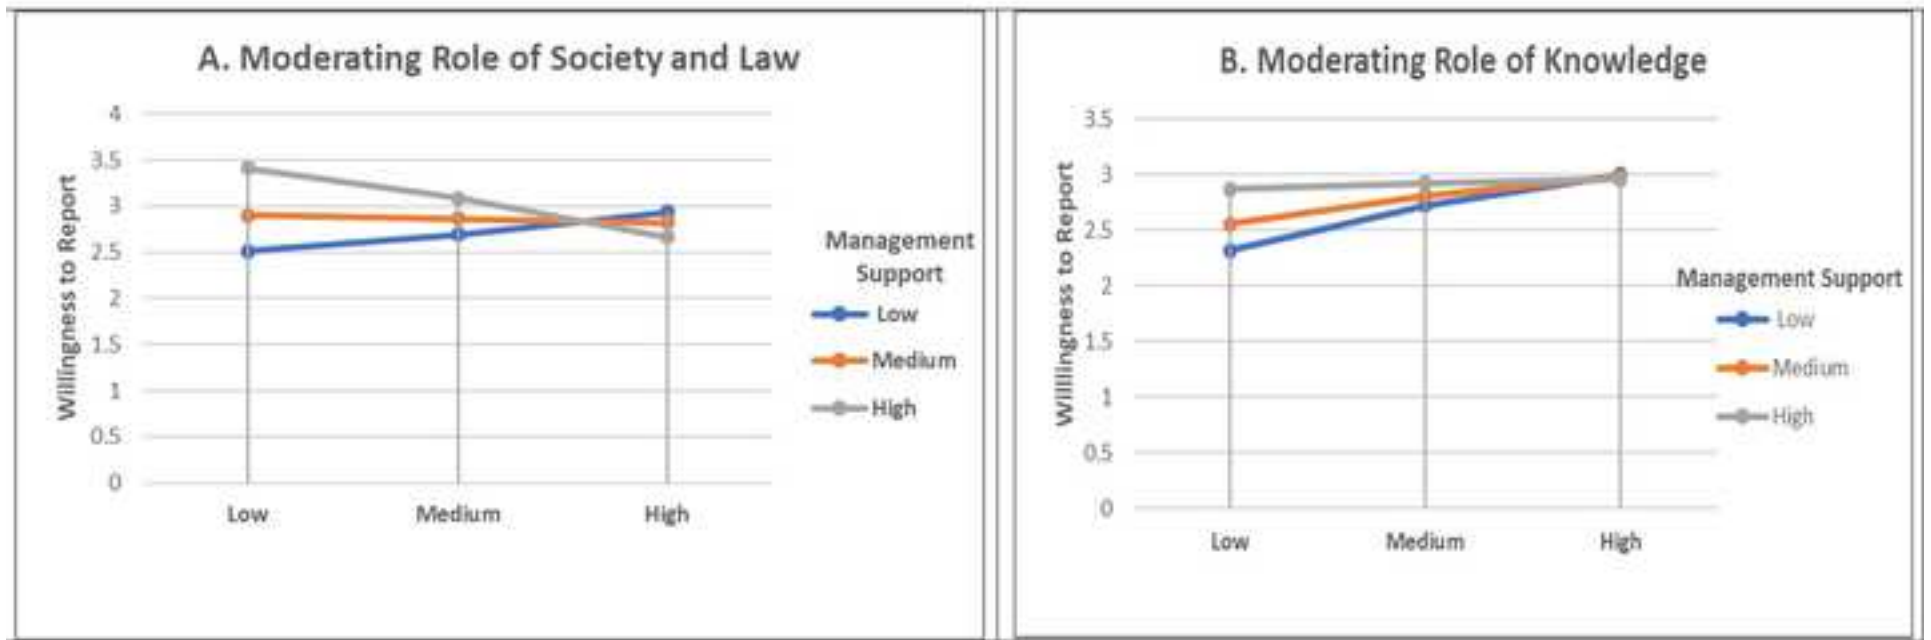 A. Moderating Role of Society and Law
Willingness to Report
4
3.5
3
2.5
2
1.5
1
0.5
0
Low
Medium
High
Management
Support
Low
Medium
High
B. Moderating Role of Knowledge
Willlingness to Report
3.5
3
2.5
2
1.5
1
0.5
0
Low
Medium
High
Management Support
Low
Medium
High